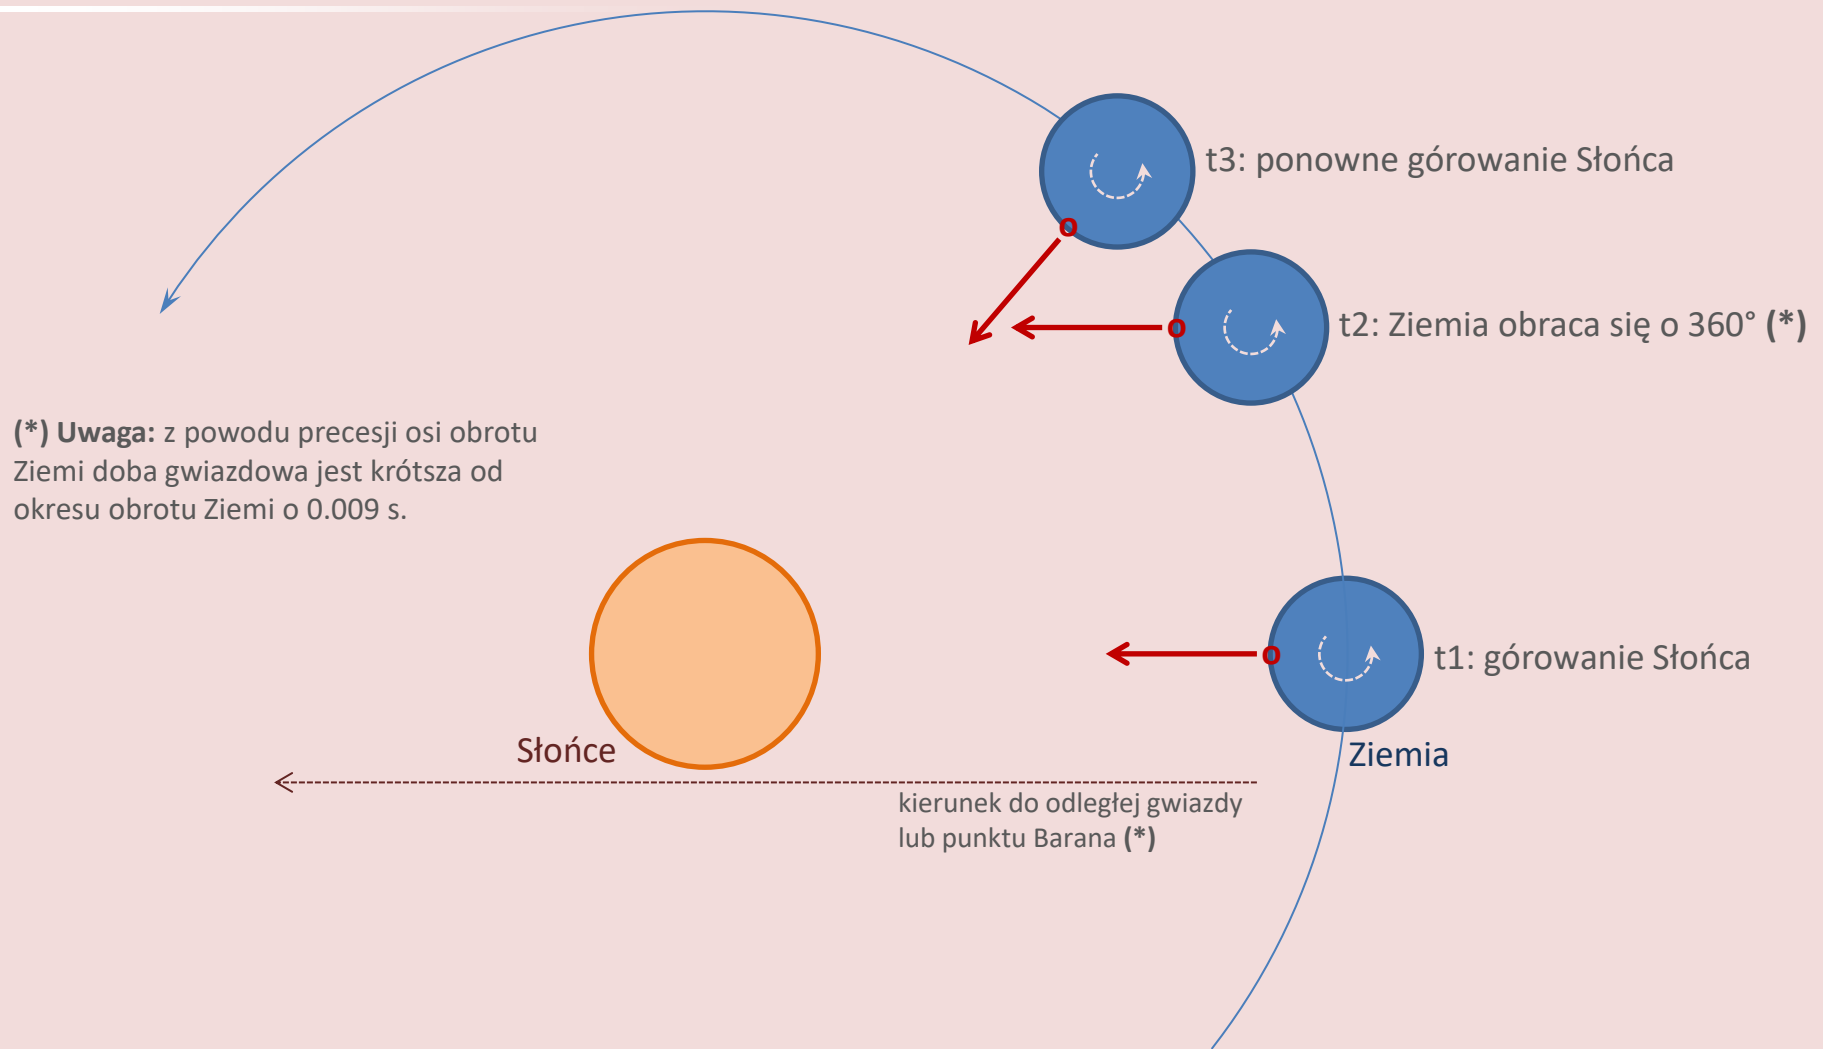 t3: ponowne górowanie Słońca
t2: Ziemia obraca się o 360° (*)
(*) Uwaga: z powodu precesji osi obrotu
Ziemi doba gwiazdowa jest krótsza od
okresu obrotu Ziemi o 0.009 s.
t1: górowanie Słońca
Słońce
Ziemia
kierunek do odległej gwiazdy
lub punktu Barana (*)